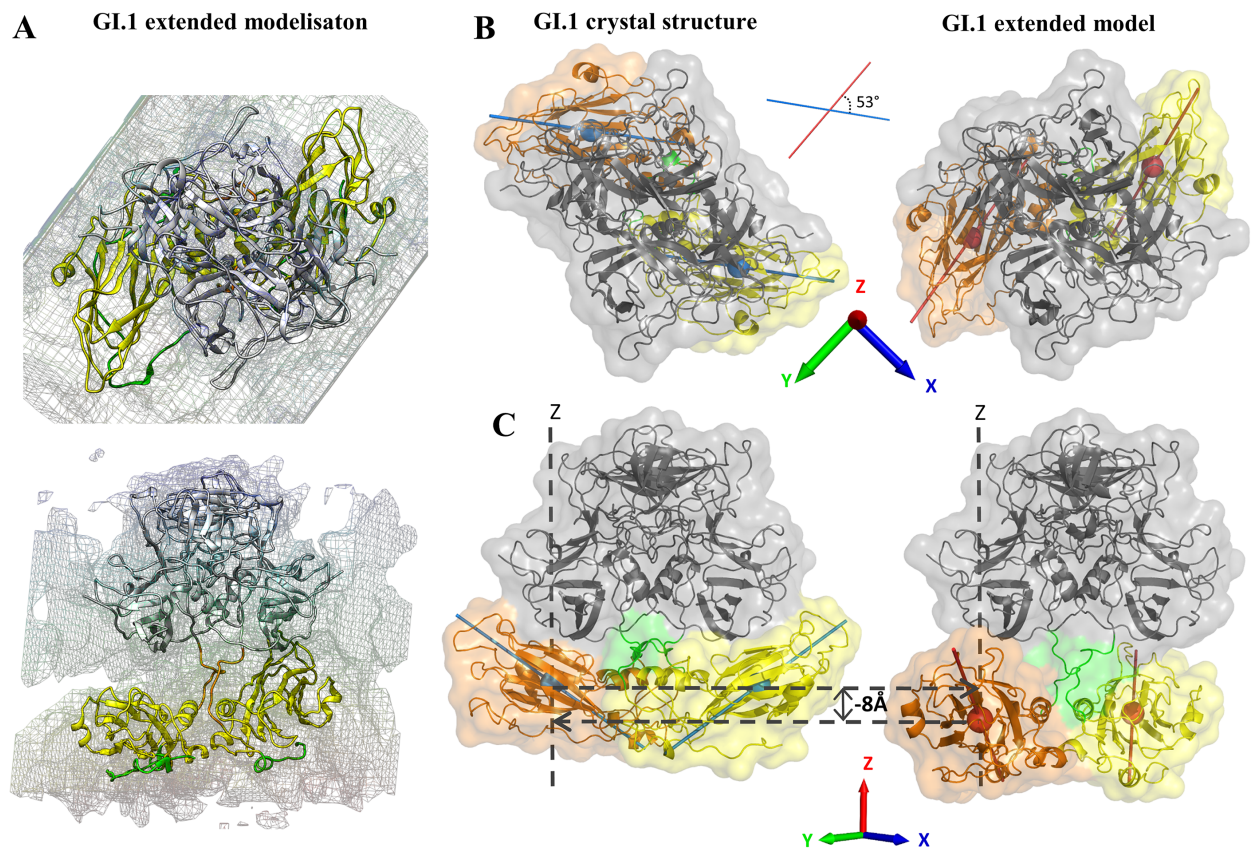 A
GI.1 extended modelisaton
B
GI.1 crystal structure
GI.1 extended model
53°
Z
Y
X
C
Z
Z
-8Å
Z
Y
X